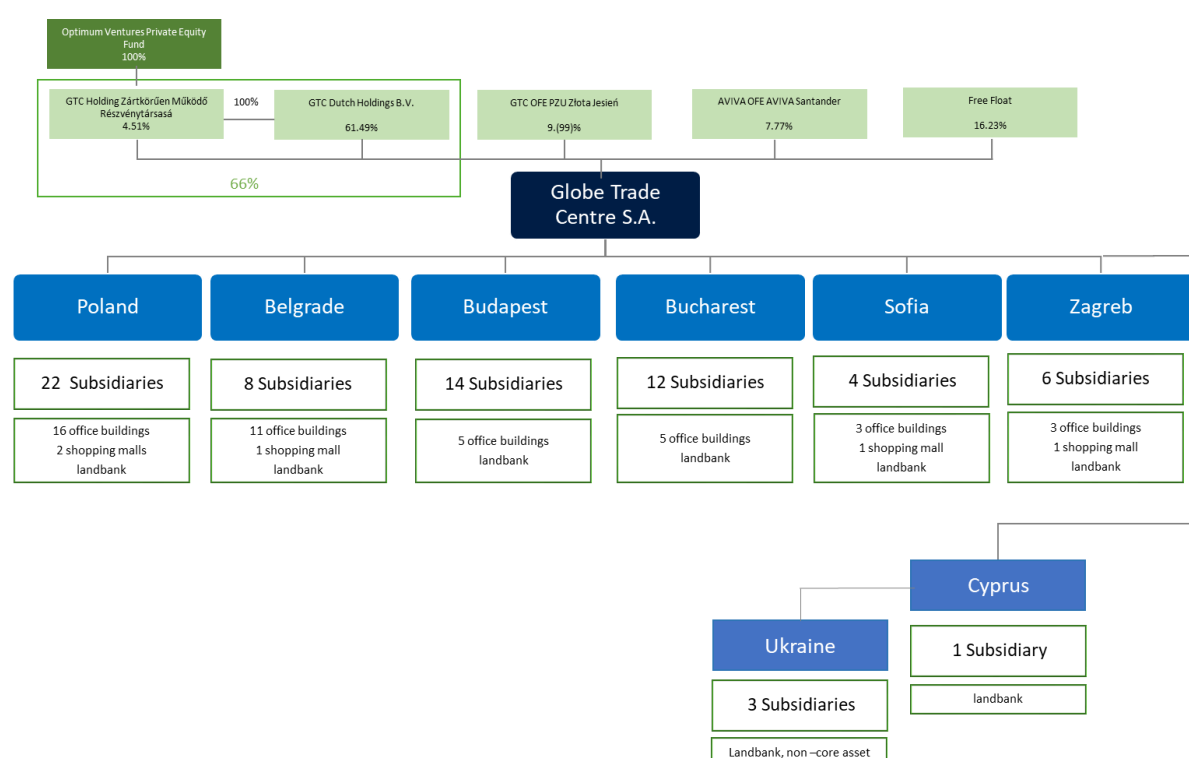 Optimum Ventures Private Equity
Fund
100%
GTC Holding Zártkörűen Működő
Részvénytársasá
4.51%
100%
GTC Dutch Holdings B.V.
61.49%
GTC OFE PZU Złota Jesień
9.(99)%
AVIVA OFE AVIVA Santander
7.77%
Free Float
16.23%
66%
Globe Trade
Centre S.A.
Poland
Belgrade
Budapest
Bucharest
Sofia
Zagreb
22 Subsidiaries
8 Subsidiaries
14 Subsidiaries
12 Subsidiaries
4 Subsidiaries
6 Subsidiaries
16 office buildings
2 shopping malls
landbank
11 office buildings
1 shopping mall
landbank
5 office buildings
landbank
5 office buildings
landbank
3 office buildings
1 shopping mall
landbank
3 office buildings
1 shopping mall
landbank
Cyprus
1 Subsidiary
landbank
Ukraine
3 Subsidiaries
Landbank, non –core asset